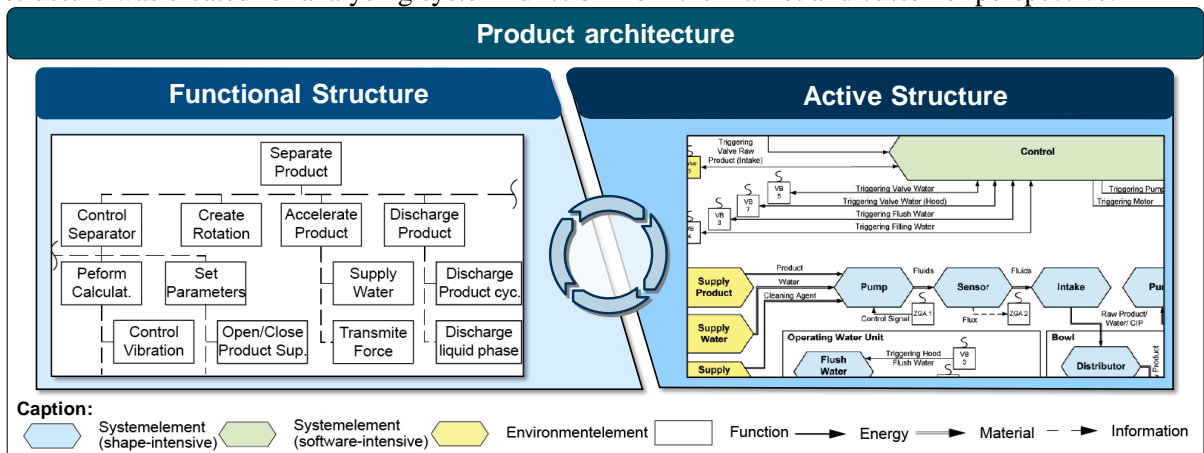 Product architecture
Functional Structure
Active Structure
Separate
Product
Control
Separator
Create
Rotation
Accelerate
Product
Discharge
Product
Peform
Calculat.
Set
Parameters
Supply
Water
Discharge
Product cyc.
Control
Vibration
Open/Close
Product Sup.
Transmite
Force
Discharge
liquid phase
Triggering
Valve Raw
Product (Intake)
Control
VB
5
Triggering Valve Water
VB
7
Triggering Valve Water (Hood)
VB
3
Triggering Flush Water
Triggering Filling Water
Triggering Pump
Triggering Motor
Supply
Product
Product
Water
Cleaning Agent
Pump
Fluids
Sensor
Fluids
Intake
Control Signal
ZGA 1
Flux
ZGA 2
Raw Product/
Water/ CIP
Supply
Water
Supply
Operating Water Unit
Flush
Water
Triggering Hood
Flush Water
VB
3
Bowl
Distributor
Caption:
Systemelement
(shape-intensive)
Systemelement
(software-intensive)
Environmentelement
Function
Energy
Material
Information